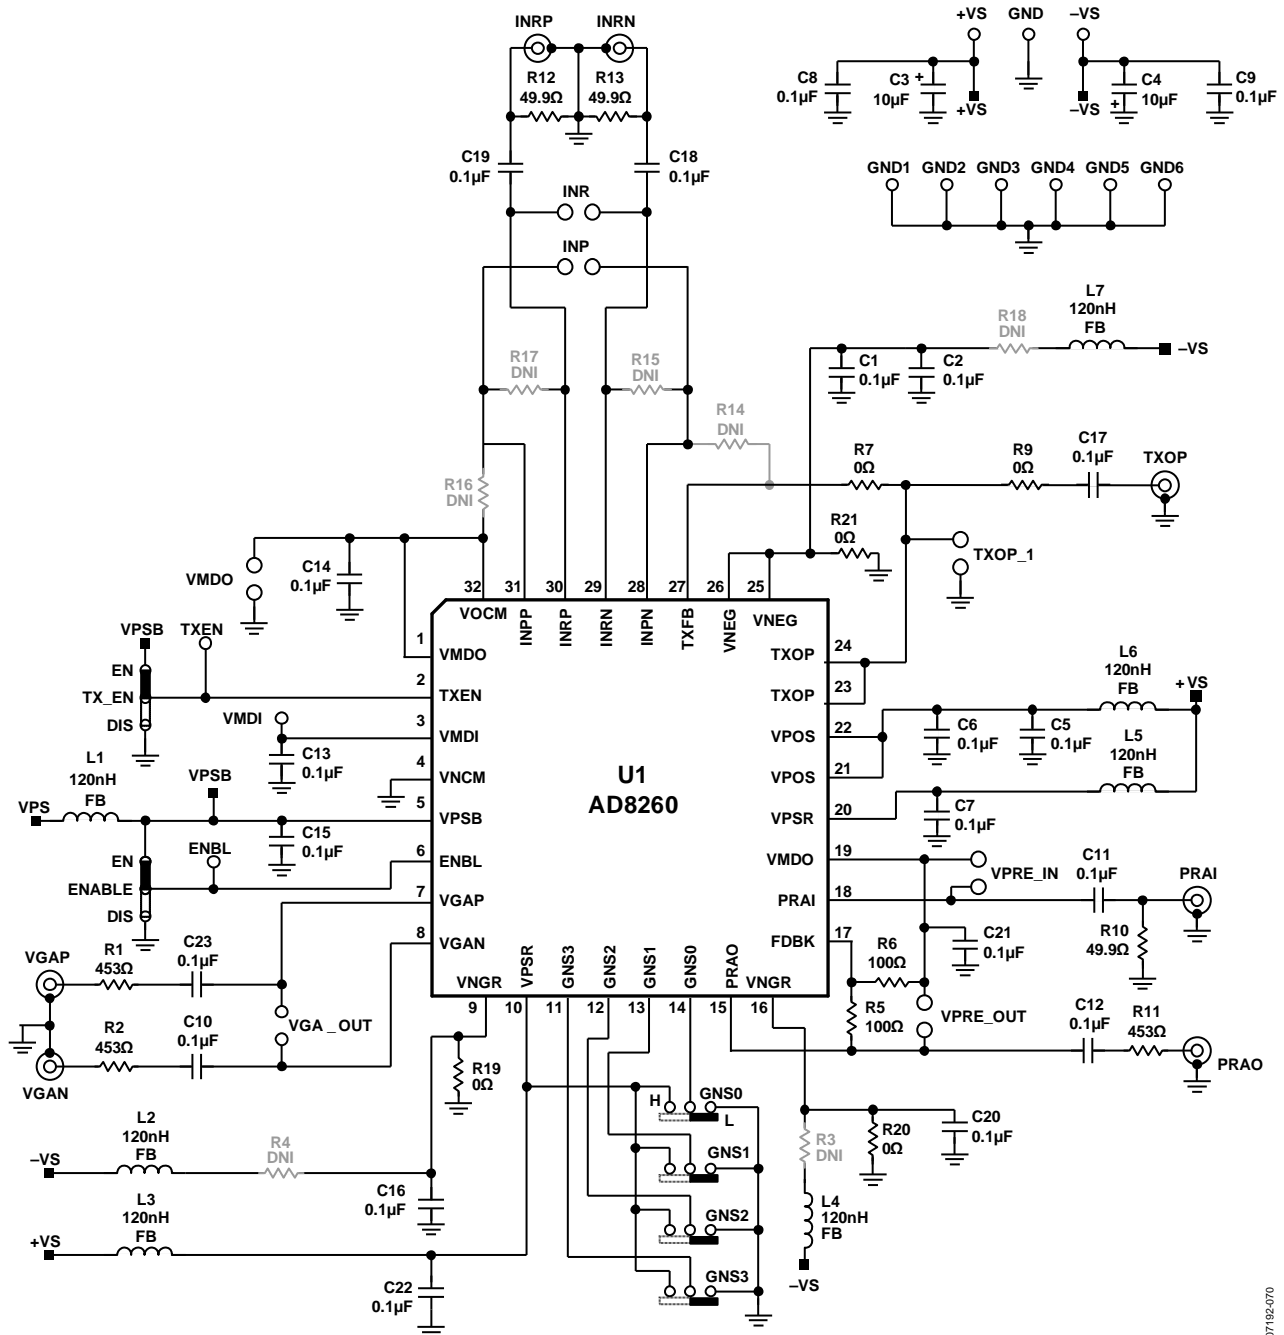 INRP INRN
R12 49.9Ω
R13 49.9Ω
C19 0.1µF
C18 0.1µF
INR
INP
+VS GND –VS
C8 0.1µF
C3 + 10µF
+VS
–VS
C4 + 10µF
C9 0.1µF
GND1 GND2 GND3 GND4 GND5 GND6
L7 120nH FB
R18 DNI
–VS
C1 0.1µF
C2 0.1µF
R17 DNI
R15 DNI
R14 DNI
R16 DNI
R7 0Ω
R9 0Ω
C17 0.1µF
TXOP
R21 0Ω
TXOP_1
VMDO
C14 0.1µF
32 31 30 29 28 27 26 25
VOCM INPP INRP INRN INPN TXFB VNEG VNEG
VPSB TXEN
EN
TX_EN
DIS
1 VMDO
2 TXEN
3 VMDI
4 VNCM
5 VPSB
6 ENBL
7 VGAP
8 VGAN
VMDI
C13 0.1µF
L1 120nH FB
VPS
VPSB
C15 0.1µF
ENBL
EN
ENABLE
DIS
U1
AD8260
TXOP 24
TXOP 23
VPOS 22
VPOS 21
VPSR 20
VMDO 19
PRAI 18
FDBK 17
L6 120nH FB
+VS
C6 0.1µF
C5 0.1µF
L5 120nH FB
C7 0.1µF
VPRE_IN
C11 0.1µF
PRAI
R10 49.9Ω
C21 0.1µF
R6 100Ω
R5 100Ω
VPRE_OUT
C12 0.1µF
R11 453Ω
PRAO
VGAP
R1 453Ω
C23 0.1µF
VGA_OUT
R2 453Ω
C10 0.1µF
VGAN
VNGR VPSR GNS3 GNS2 GNS1 GNS0 PRAO VNGR
9 10 11 12 13 14 15 16
R19 0Ω
H GNS0 L
GNS1
GNS2
GNS3
L2 120nH FB
–VS
R4 DNI
C16 0.1µF
L3 120nH FB
+VS
C22 0.1µF
R3 DNI
R20 0Ω
C20 0.1µF
L4 120nH FB
–VS